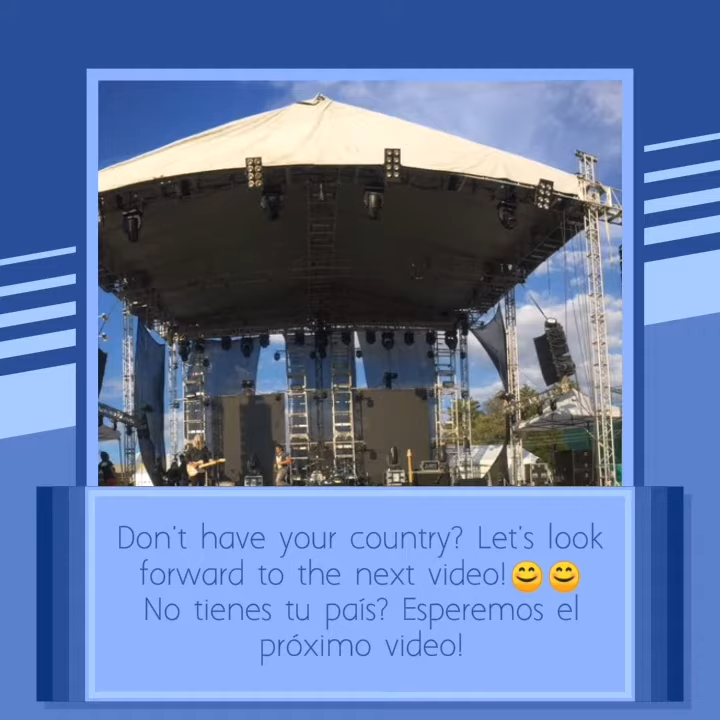 Don't have your country? Let's look
forward to the next video!😊😊
No tienes tu país? Esperemos el
próximo video!